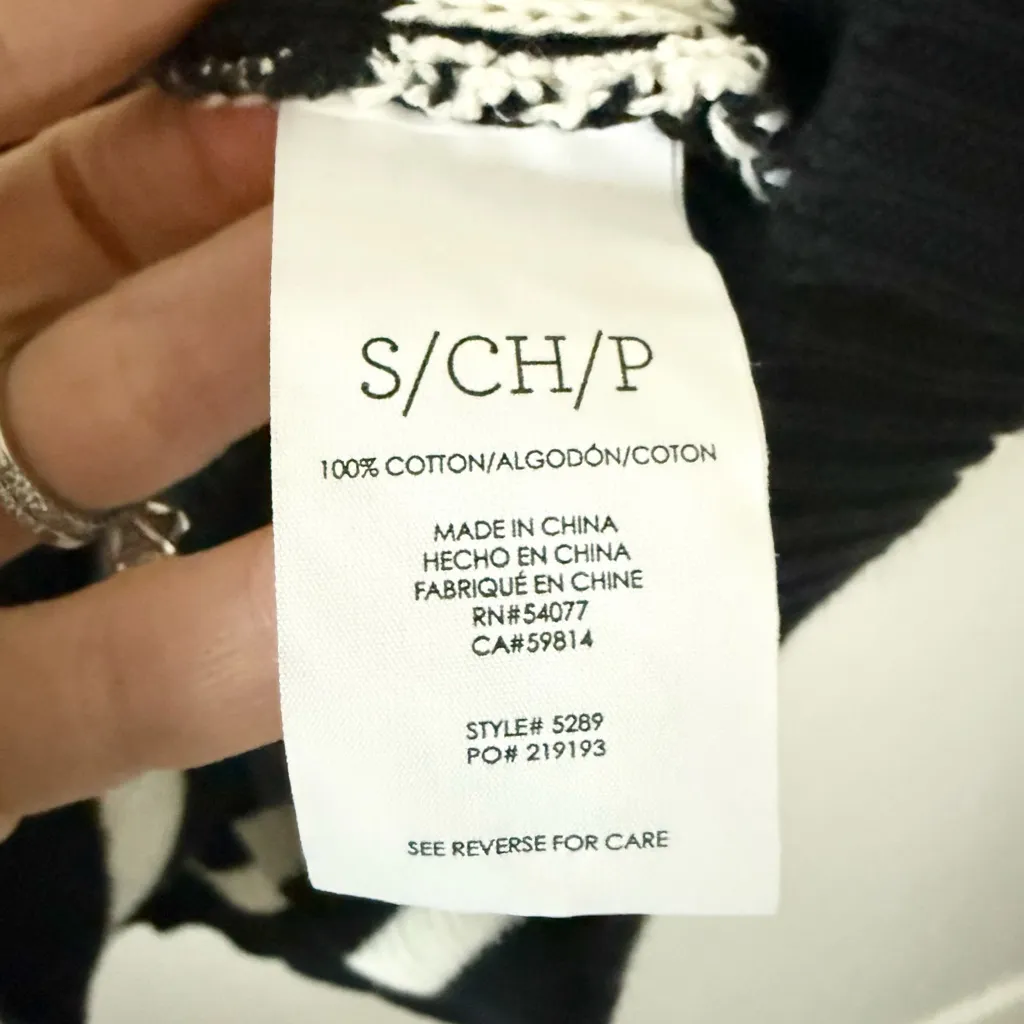 S/CH/P
100% COTTON/ALGODÓN/COTON
MADE IN CHINA
HECHO EN CHINA
FABRIQUÉ EN CHINE
RN#54077
CA#59814
STYLE# 5289
PO# 219193
SEE REVERSE FOR CARE